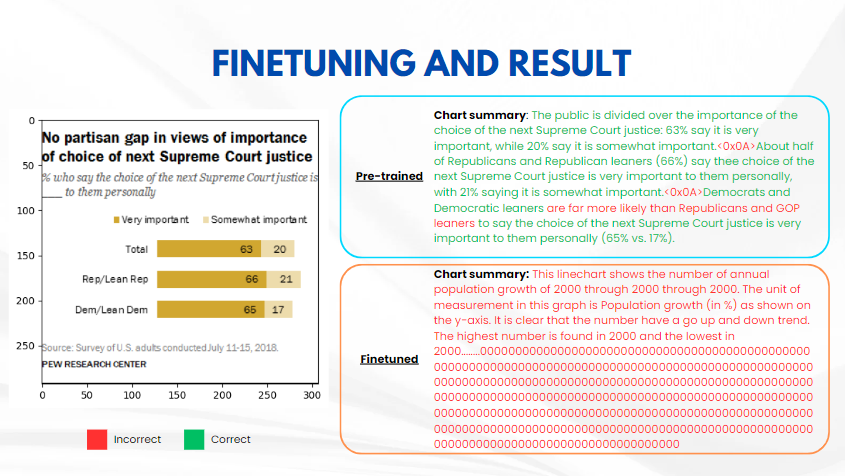 FINETUNING AND RESULT
0
50
100
150
200
250
0 50 100 150 200 250 300
No partisan gap in views of importance
of choice of next Supreme Court justice
% who say the choice of the next Supreme Court justice is
___ to them personally
Very important Somewhat important
Total 63 20
Rep/Lean Rep 66 21
Dem/Lean Dem 65 17
Source: Survey of U.S. adults conducted July 11-15, 2018.
PEW RESEARCH CENTER
Incorrect Correct
Pre-trained
Chart summary: The public is divided over the importance of the
choice of the next Supreme Court justice: 63% say it is very
important, while 20% say it is somewhat important.<0x0A>About half
of Republicans and Republican leaners (66%) say thee choice of the
next Supreme Court justice is very important to them personally,
with 21% saying it is somewhat important.<0x0A>Democrats and
Democratic leaners are far more likely than Republicans and GOP
leaners to say the choice of the next Supreme Court justice is very
important to them personally (65% vs. 17%).
Finetuned
Chart summary: This linechart shows the number of annual
population growth of 2000 through 2000 through 2000. The unit of
measurement in this graph is Population growth (in %) as shown on
the y-axis. It is clear that the number have a go up and down trend.
The highest number is found in 2000 and the lowest in
2000........00000000000000000000000000000000000000000000000
000000000000000000000000000000000000000000000000000000
000000000000000000000000000000000000000000000000000000
000000000000000000000000000000000000000000000000000000
000000000000000000000000000000000000000000000000000000
000000000000000000000000000000000000000000000000000000
00000000000000000000000000000000000